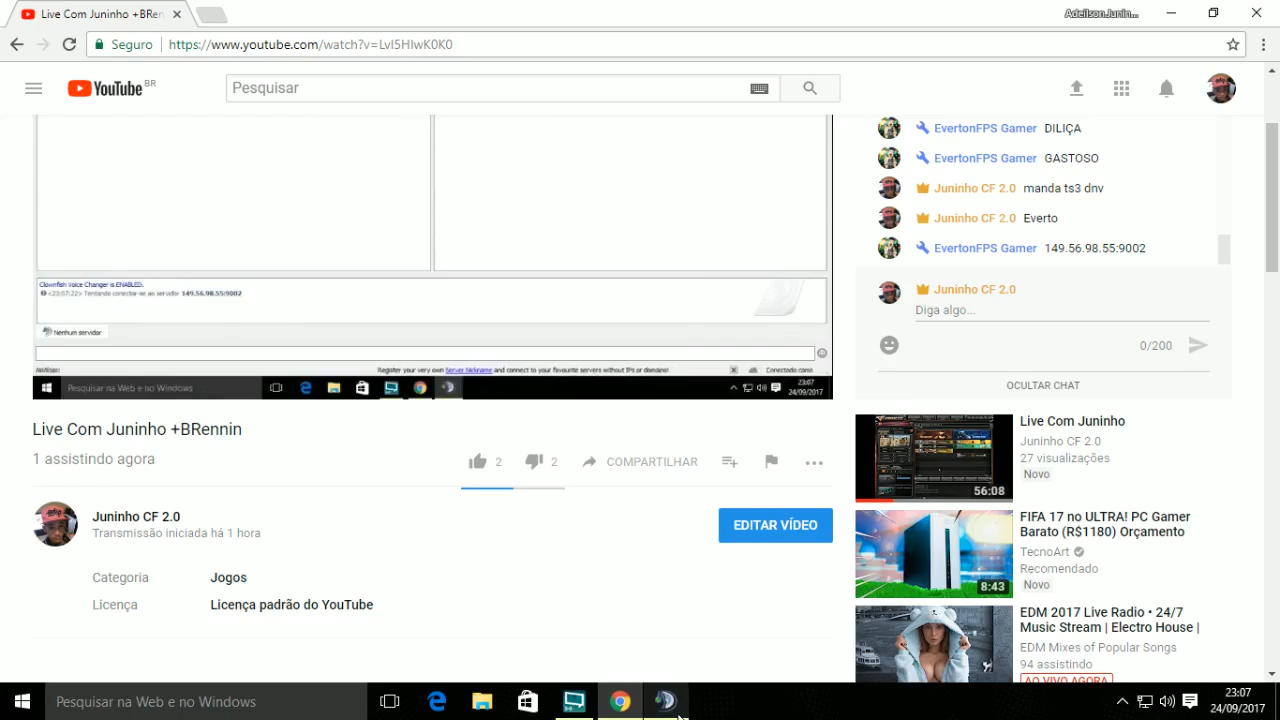 Live Com Juninho +BRen
Adeilson.Junin...
Seguro
https://www.youtube.com/watch?v=LvI5HIwK0K0
YouTube BR
Pesquisar
EvertonFPS Gamer DILIÇA
EvertonFPS Gamer GASTOSO
Juninho CF 2.0 manda ts3 dnv
Juninho CF 2.0 Everto
EvertonFPS Gamer 149.56.98.55:9002
Juninho CF 2.0
Diga algo...
0/200
OCULTAR CHAT
Clownfish Voice Changer is ENABLED.
<23:07:22> Tentando conectar-se ao servidor 149.56.98.55:9002
Nenhum servidor
Register your very own Server Nickname and connect to your favourite servers without IPs or domains!
Conectado como
Pesquisar na Web e no Windows
23:07
24/09/2017
Live Com Juninho +BRennin
1 assistindo agora
2
2
COMPARTILHAR
Juninho CF 2.0
Transmissão iniciada há 1 hora
EDITAR VÍDEO
Categoria
Jogos
Licença
Licença padrão do YouTube
56:08
Live Com Juninho
Juninho CF 2.0
27 visualizações
Novo
8:43
FIFA 17 no ULTRA! PC Gamer
Barato (R$1180) Orçamento
TecnoArt
Recomendado
Novo
EDM 2017 Live Radio • 24/7
Music Stream | Electro House |
EDM Mixes of Popular Songs
94 assistindo
AO VIVO AGORA
Pesquisar na Web e no Windows
23:07
24/09/2017